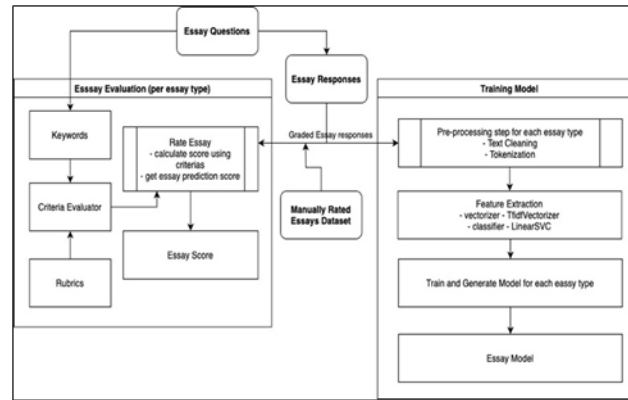 Essay Questions
Esssay Evaluation (per essay type)
Essay Responses
Training Model
Keywords
Rate Essay
- calculate score using
criterias
- get essay prediction score
Graded Essay responses
Pre-processing step for each essay type
- Text Cleaning
- Tokenization
Criteria Evaluator
Manually Rated
Essays Dataset
Feature Extraction
- vectorizer - TfidfVectorizer
- classifier - LinearSVC
Essay Score
Rubrics
Train and Generate Model for each eassy type
Essay Model